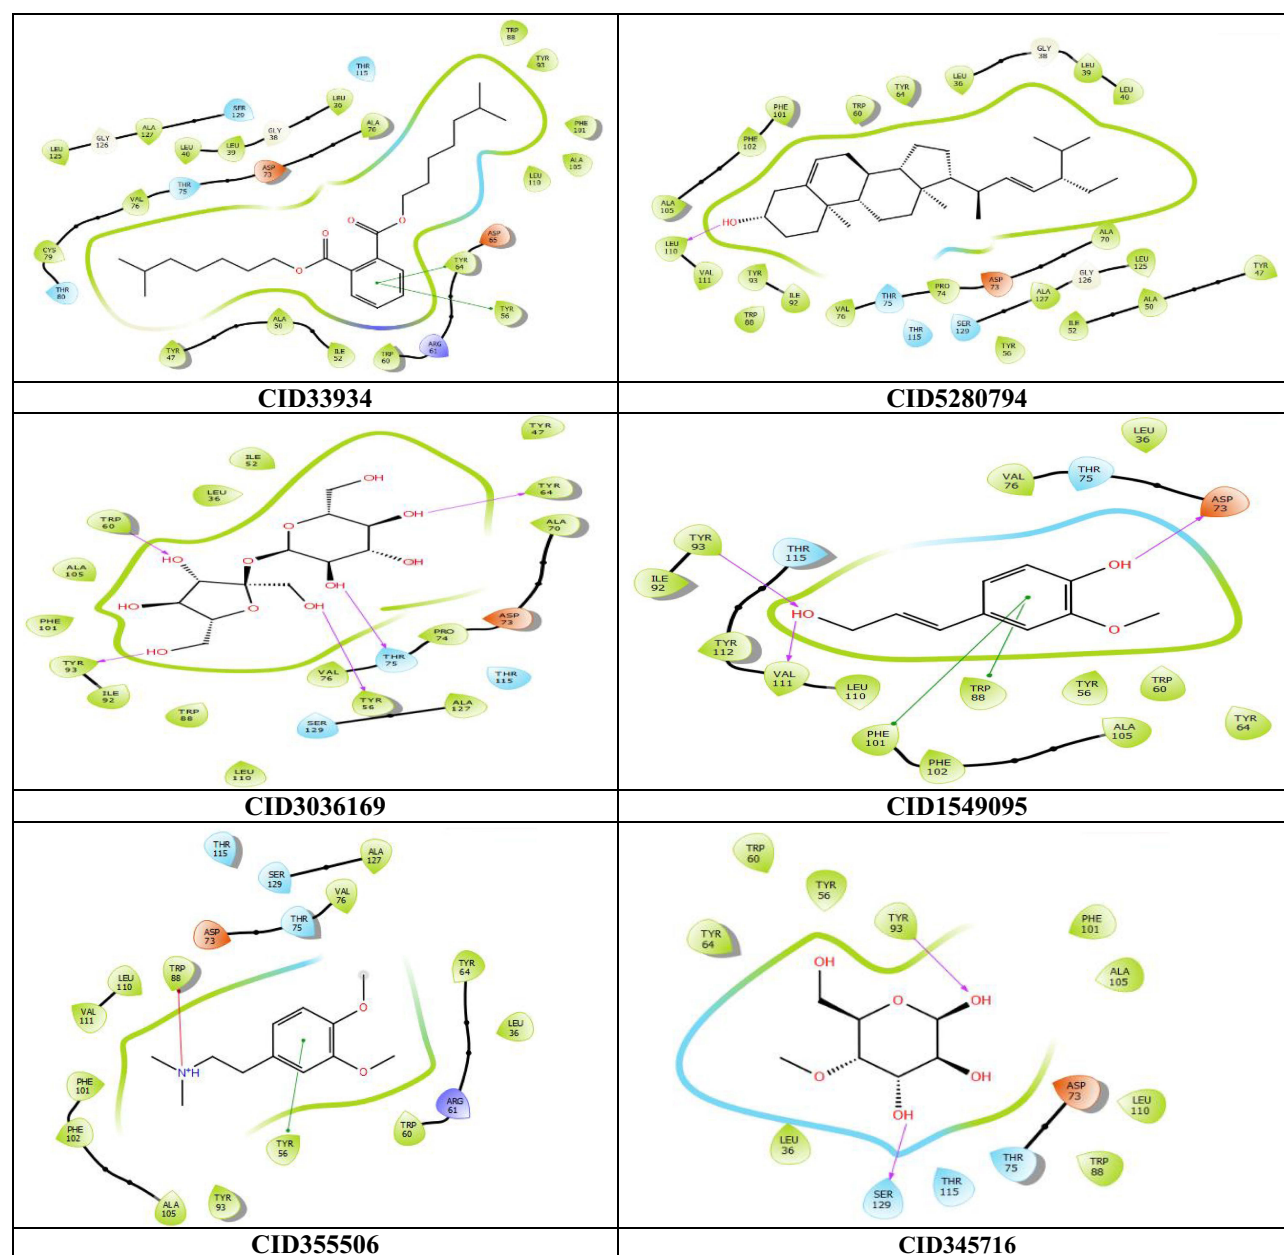 TRP 88
TYR 93
THR 115
LEU 36
SER 120
ALA 127
GLY 38
ALA 76
GLY 126
LEU 125
LEU 40
LEU 39
PHE 101
ALA 105
LEU 110
ASP 73
THR 75
VAL 76
CYS 79
THR 80
ASP 65
TYR 64
TYR 56
ARG 61
TRP 60
ILE 52
ALA 50
TYR 47
O
O
O
O
CID33934
GLY 38
LEU 36
LEU 39
LEU 40
TYR 64
TRP 60
PHE 101
PHE 102
ALA 105
HO
LEU 110
VAL 111
TYR 93
ILE 92
TRP 60
VAL 76
THR 75
PRO 74
ASP 73
ALA 70
GLY 126
LEU 125
ALA 127
SER 129
THR 115
TYR 56
ILE 52
ALA 50
TYR 47
CID5280794
TYR 47
ILE 52
LEU 36
OH
TYR 64
OH
TRP 60
ALA 70
O
HO
O
OH
ALA 105
OH
HO
O
OH
PHE 101
HO
ASP 73
PRO 74
TYR 93
THR 75
VAL 76
ILE 92
THR 115
TRP 88
TYR 56
ALA 127
SER 129
LEU 110
CID3036169
LEU 36
VAL 76
THR 75
ASP 73
TYR 93
THR 115
ILE 92
OH
HO
O
TYR 112
VAL 111
LEU 110
TRP 88
TYR 56
TRP 60
TYR 64
PHE 101
PHE 102
ALA 105
CID1549095
THR 115
SER 129
ALA 127
VAL 76
THR 75
ASP 73
TRP 88
LEU 110
VAL 111
TYR 64
LEU 36
O
O
N+H
PHE 101
PHE 102
ARG 61
TRP 60
TYR 56
ALA 105
TYR 93
CID355506
TRP 60
TYR 56
TYR 93
PHE 101
TYR 64
ALA 105
OH
O
OH
O
OH
OH
ASP 73
LEU 110
LEU 36
THR 75
TRP 88
THR 115
SER 129
CID345716